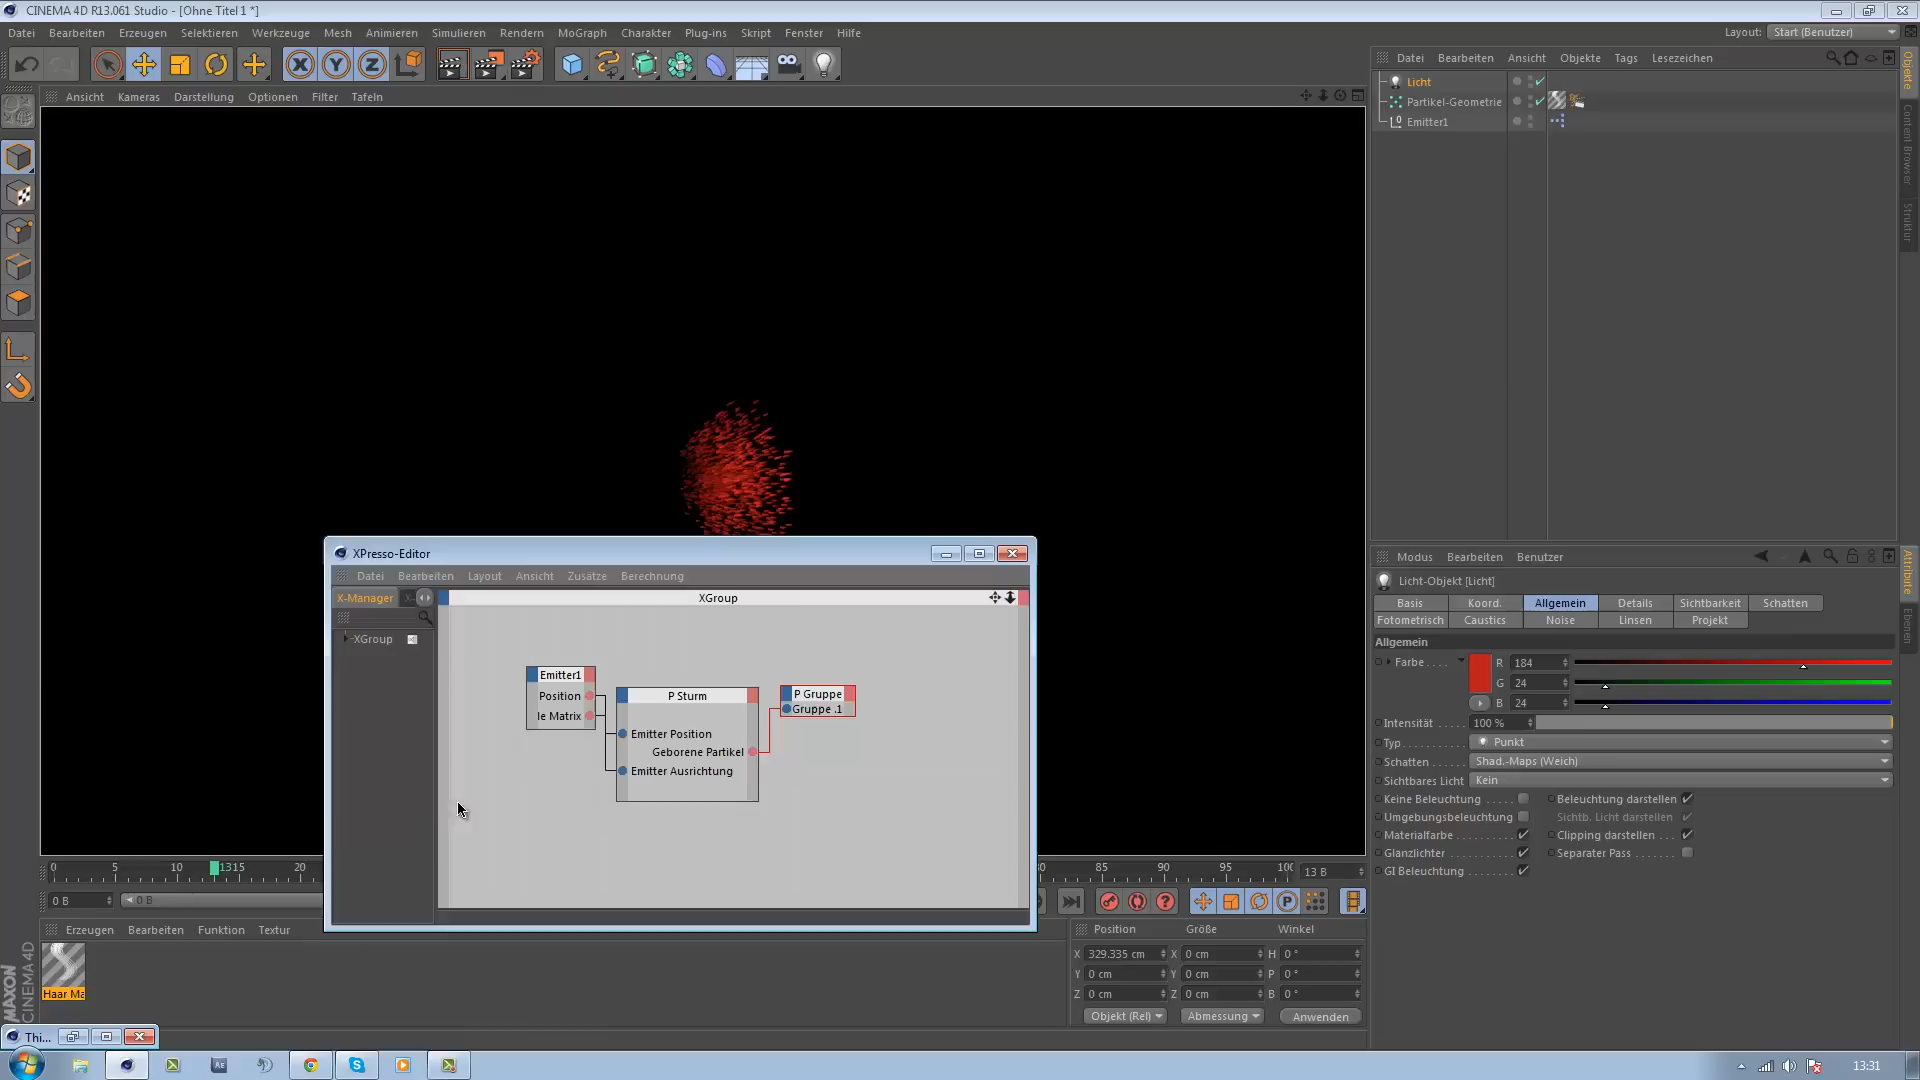 CINEMA 4D R13.061 Studio - [Ohne Titel 1 *]
Datei Bearbeiten Erzeugen Selektieren Werkzeuge Mesh Animieren Simulieren Rendern MoGraph Charakter Plug-ins Skript Fenster Hilfe
Layout: Start (Benutzer)
Ansicht Kameras Darstellung Optionen Filter Tafeln
Datei Bearbeiten Ansicht Objekte Tags Lesezeichen
Licht
Partikel-Geometrie
Emitter1
Objekte
Content Browser
Struktur
XPresso-Editor
Datei Bearbeiten Layout Ansicht Zusätze Berechnung
X-Manager X-
XGroup
XGroup
Emitter1
Position
le Matrix
P Sturm
Emitter Position
Geborene Partikel
Emitter Ausrichtung
P Gruppe
Gruppe .1
Modus Bearbeiten Benutzer
Licht-Objekt [Licht]
Basis Koord. Allgemein Details Sichtbarkeit Schatten
Fotometrisch Caustics Noise Linsen Projekt
Allgemein
Farbe . . . . R 184
G 24
B 24
Intensität 100 %
Typ Punkt
Schatten Shad.-Maps (Weich)
Sichtbares Licht Kein
Keine Beleuchtung Beleuchtung darstellen
Umgebungsbeleuchtung Sichtb. Licht darstellen
Materialfarbe Clipping darstellen
Glanzlichter Separater Pass
GI Beleuchtung
Attribute
Ebenen
0 5 10 1315 20 85 90 95 100 13 B
0 B 0 B
Erzeugen Bearbeiten Funktion Textur
Haar Ma
MAXON
CINEMA 4D
Position Größe Winkel
X 329.335 cm X 0 cm H 0 °
Y 0 cm Y 0 cm P 0 °
Z 0 cm Z 0 cm B 0 °
Objekt (Rel) Abmessung Anwenden
Thi...
13:31